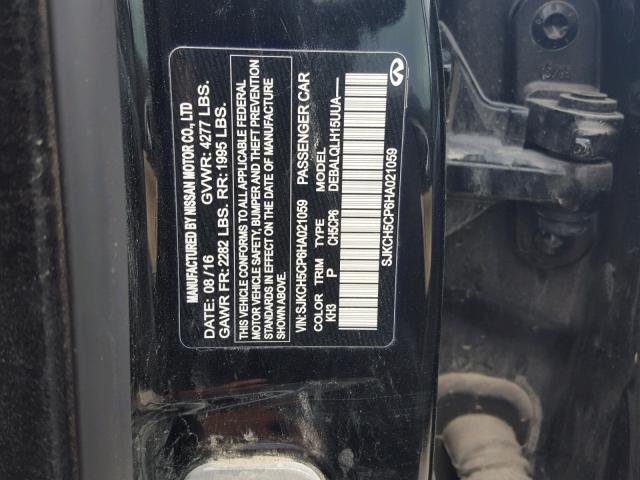 MANUFACTURED BY NISSAN MOTOR CO., LTD
DATE: 08/16 GVWR: 4277 LBS.
GAWR FR: 2282 LBS. RR: 1995 LBS.
THIS VEHICLE CONFORMS TO ALL APPLICABLE FEDERAL
MOTOR VEHICLE SAFETY, BUMPER AND THEFT PREVENTION
STANDARDS IN EFFECT ON THE DATE OF MANUFACTURE
SHOWN ABOVE.
VIN: SJKCH5CP6HA021059 PASSENGER CAR
COLOR TRIM TYPE MODEL
KH3 P CH5CP6 DEBALQLH15UUA——
SJKCH5CP6HA021059